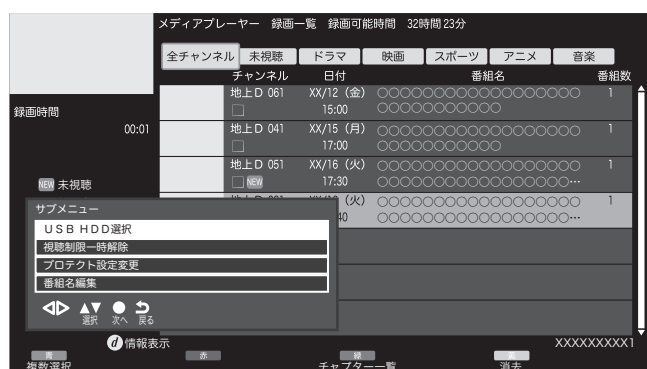 メディアプレーヤー 録画一覧 録画可能時間 32時間23分
全チャンネル 未視聴 ドラマ 映画 スポーツ アニメ 音楽
チャンネル 日付 番組名 番組数
地上D 061 XX/12（金） ○○○○○○○○○○○○○○○○○○ 1
15:00 ○○○○○○○○○○○
録画時間
00:01
地上D 041 XX/15（月） ○○○○○○○○○○○○○○○○○○ 1
17:00 ○○○○○○○○○○○
地上D 051 XX/16（火） ○○○○○○○○○○○○○○○○○○ 1
NEW 17:30 ○○○○○○○○○○○○○○○○○…
NEW 未視聴
（火） ○○○○○○○○○○○○○○○○○○ 1
40 ○○○○○○○○○○○○○○○○○…
サブメニュー
USB HDD選択
視聴制限一時解除
プロテクト設定変更
番組名編集
選択 次へ 戻る
d 情報表示
XXXXXXXXX1
青 赤 緑
複数選択 チャプター一覧 消去